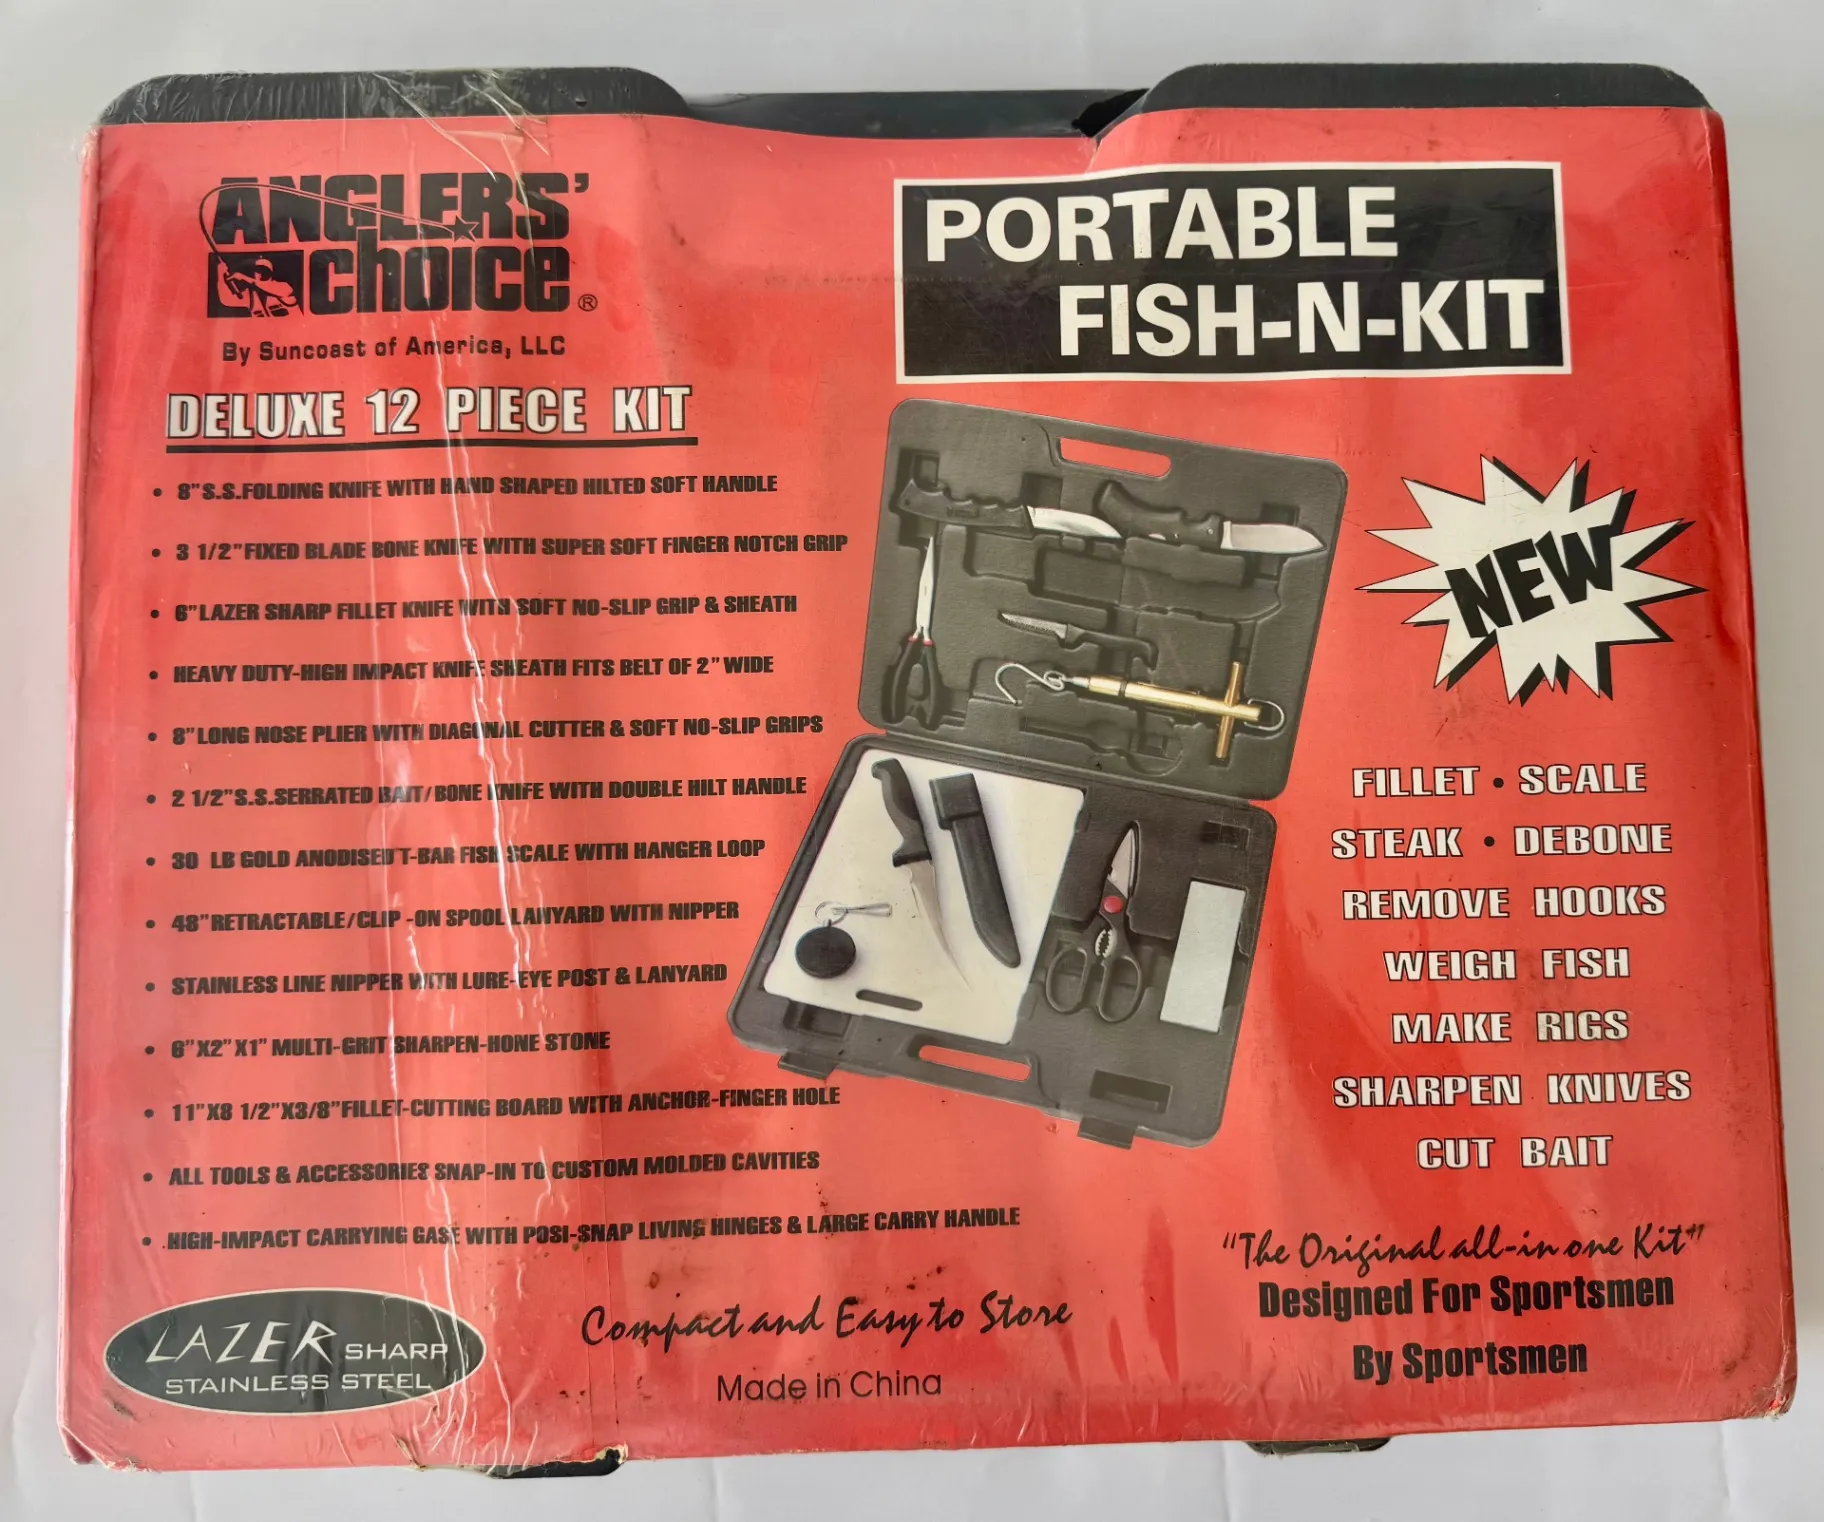 ANGLERS'
choice®
By Suncoast of America, LLC
DELUXE 12 PIECE KIT
• 8"S.S.FOLDING KNIFE WITH HAND SHAPED HILTED SOFT HANDLE
• 3 1/2"FIXED BLADE BONE KNIFE WITH SUPER SOFT FINGER NOTCH GRIP
• 6"LAZER SHARP FILLET KNIFE WITH SOFT NO-SLIP GRIP & SHEATH
• HEAVY DUTY-HIGH IMPACT KNIFE SHEATH FITS BELT OF 2"WIDE
• 8"LONG NOSE PLIER WITH DIAGONAL CUTTER & SOFT NO-SLIP GRIPS
• 2 1/2"S.S.SERRATED BAIT/BONE KNIFE WITH DOUBLE HILT HANDLE
• 30 LB GOLD ANODISED T-BAR FISH SCALE WITH HANGER LOOP
• 48"RETRACTABLE/CLIP -ON SPOOL LANYARD WITH NIPPER
• STAINLESS LINE NIPPER WITH LURE-EYE POST & LANYARD
• 6"X2"X1" MULTI-GRIT SHARPEN-HONE STONE
• 11"X8 1/2"X3/8"FILLET-CUTTING BOARD WITH ANCHOR-FINGER HOLE
• ALL TOOLS & ACCESSORIES SNAP-IN TO CUSTOM MOLDED CAVITIES
• .HIGH-IMPACT CARRYING GASE WITH POSI-SNAP LIVING HINGES & LARGE CARRY HANDLE
LAZER SHARP
STAINLESS STEEL
Compact and Easy to Store
Made in China
PORTABLE
FISH-N-KIT
NEW
FILLET • SCALE
STEAK • DEBONE
REMOVE HOOKS
WEIGH FISH
MAKE RIGS
SHARPEN KNIVES
CUT BAIT
"The Original all-in one Kit"
Designed For Sportsmen
By Sportsmen